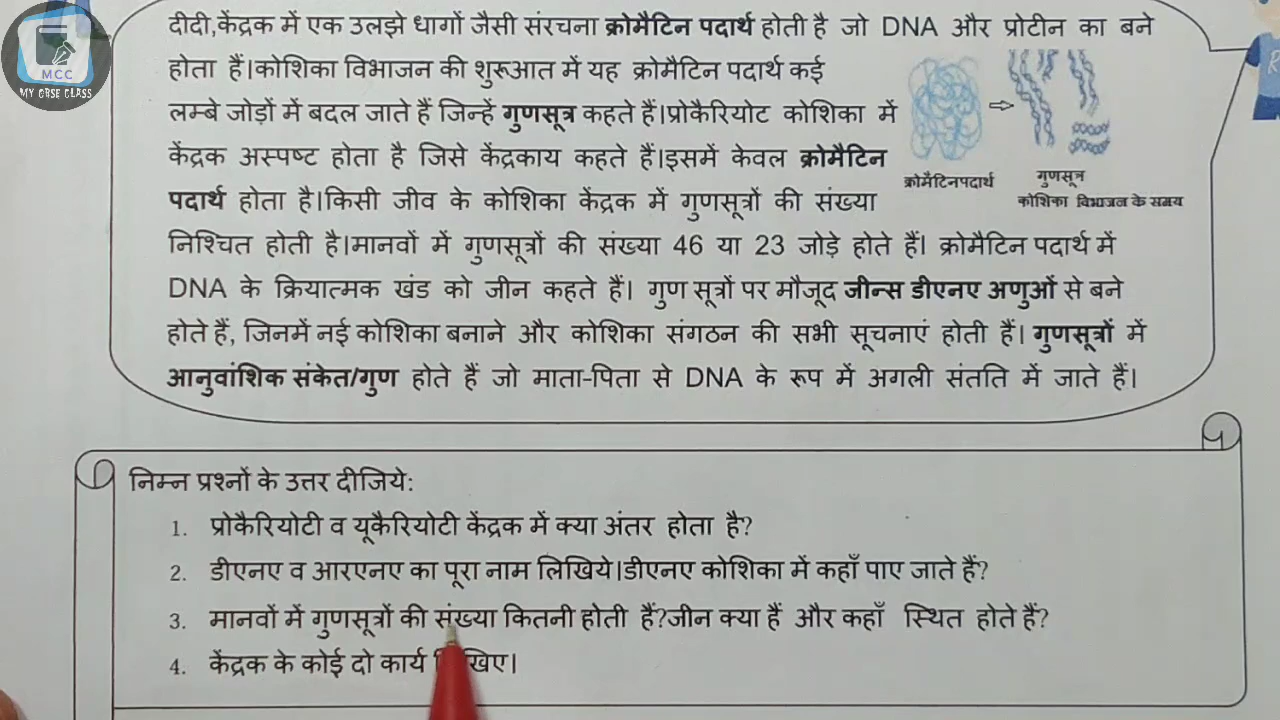 MCC
MY CBSE CLASS
दीदी,केंद्रक में एक उलझे धागों जैसी संरचना क्रोमैटिन पदार्थ होती है जो DNA और प्रोटीन का बने
होता हैं।कोशिका विभाजन की शुरूआत में यह क्रोमैटिन पदार्थ कई
लम्बे जोड़ों में बदल जाते हैं जिन्हें गुणसूत्र कहते हैं।प्रोकैरियोट कोशिका में
केंद्रक अस्पष्ट होता है जिसे केंद्रकाय कहते हैं।इसमें केवल क्रोमैटिन
पदार्थ होता है।किसी जीव के कोशिका केंद्रक में गुणसूत्रों की संख्या
क्रोमैटिनपदार्थ
गुणसूत्र
कोशिका विभाजन के समय
निश्चित होती है।मानवों में गुणसूत्रों की संख्या 46 या 23 जोड़े होते हैं। क्रोमैटिन पदार्थ में
DNA के क्रियात्मक खंड को जीन कहते हैं। गुण सूत्रों पर मौजूद जीन्स डीएनए अणुओं से बने
होते हैं, जिनमें नई कोशिका बनाने और कोशिका संगठन की सभी सूचनाएं होती हैं। गुणसूत्रों में
आनुवांशिक संकेत/गुण होते हैं जो माता-पिता से DNA के रूप में अगली संतति में जाते हैं।
निम्न प्रश्नों के उत्तर दीजिये:
1. प्रोकैरियोटी व यूकैरियोटी केंद्रक में क्या अंतर होता है?
2. डीएनए व आरएनए का पूरा नाम लिखिये।डीएनए कोशिका में कहाँ पाए जाते हैं?
3. मानवों में गुणसूत्रों की संख्या कितनी होती हैं?जीन क्या हैं और कहाँ स्थित होते हैं?
4. केंद्रक के कोई दो कार्य